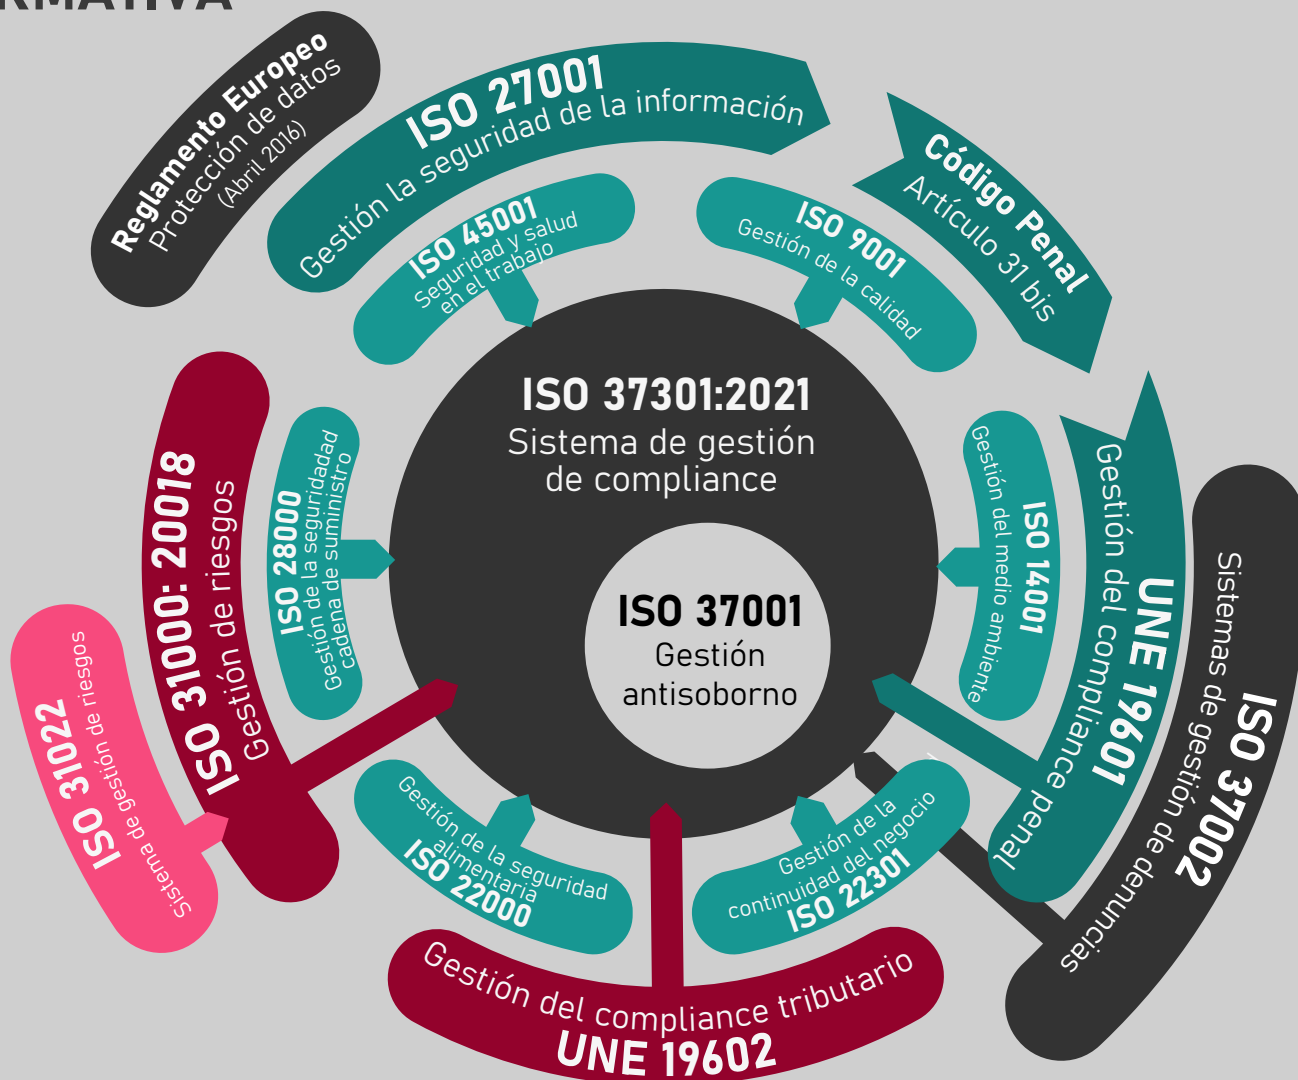 Reglamento Europeo
Protección de datos
(Abril 2016)
ISO 27001
Gestión la seguridad de la información
Código Penal
Artículo 31 bis
ISO 45001
Seguridad y salud
en el trabajo
ISO 9001
Gestión de la calidad
ISO 37301:2021
Sistema de gestión
de compliance
ISO 37001
Gestión
antisoborno
ISO 31000: 20018
Gestión de riesgos
ISO 28000
Gestión de la seguridadad
cadena de suministro
ISO 14001
Gestión del medio ambiente
UNE 19601
Gestión del compliance penal
ISO 37002
Sistemas de gestión de denuncias
ISO 31022
Sistema de gestión de riesgos
Gestión de la seguridad
alimentaria
ISO 22000
Gestión de la
continuidad del negocio
ISO 22301
Gestión del compliance tributario
UNE 19602